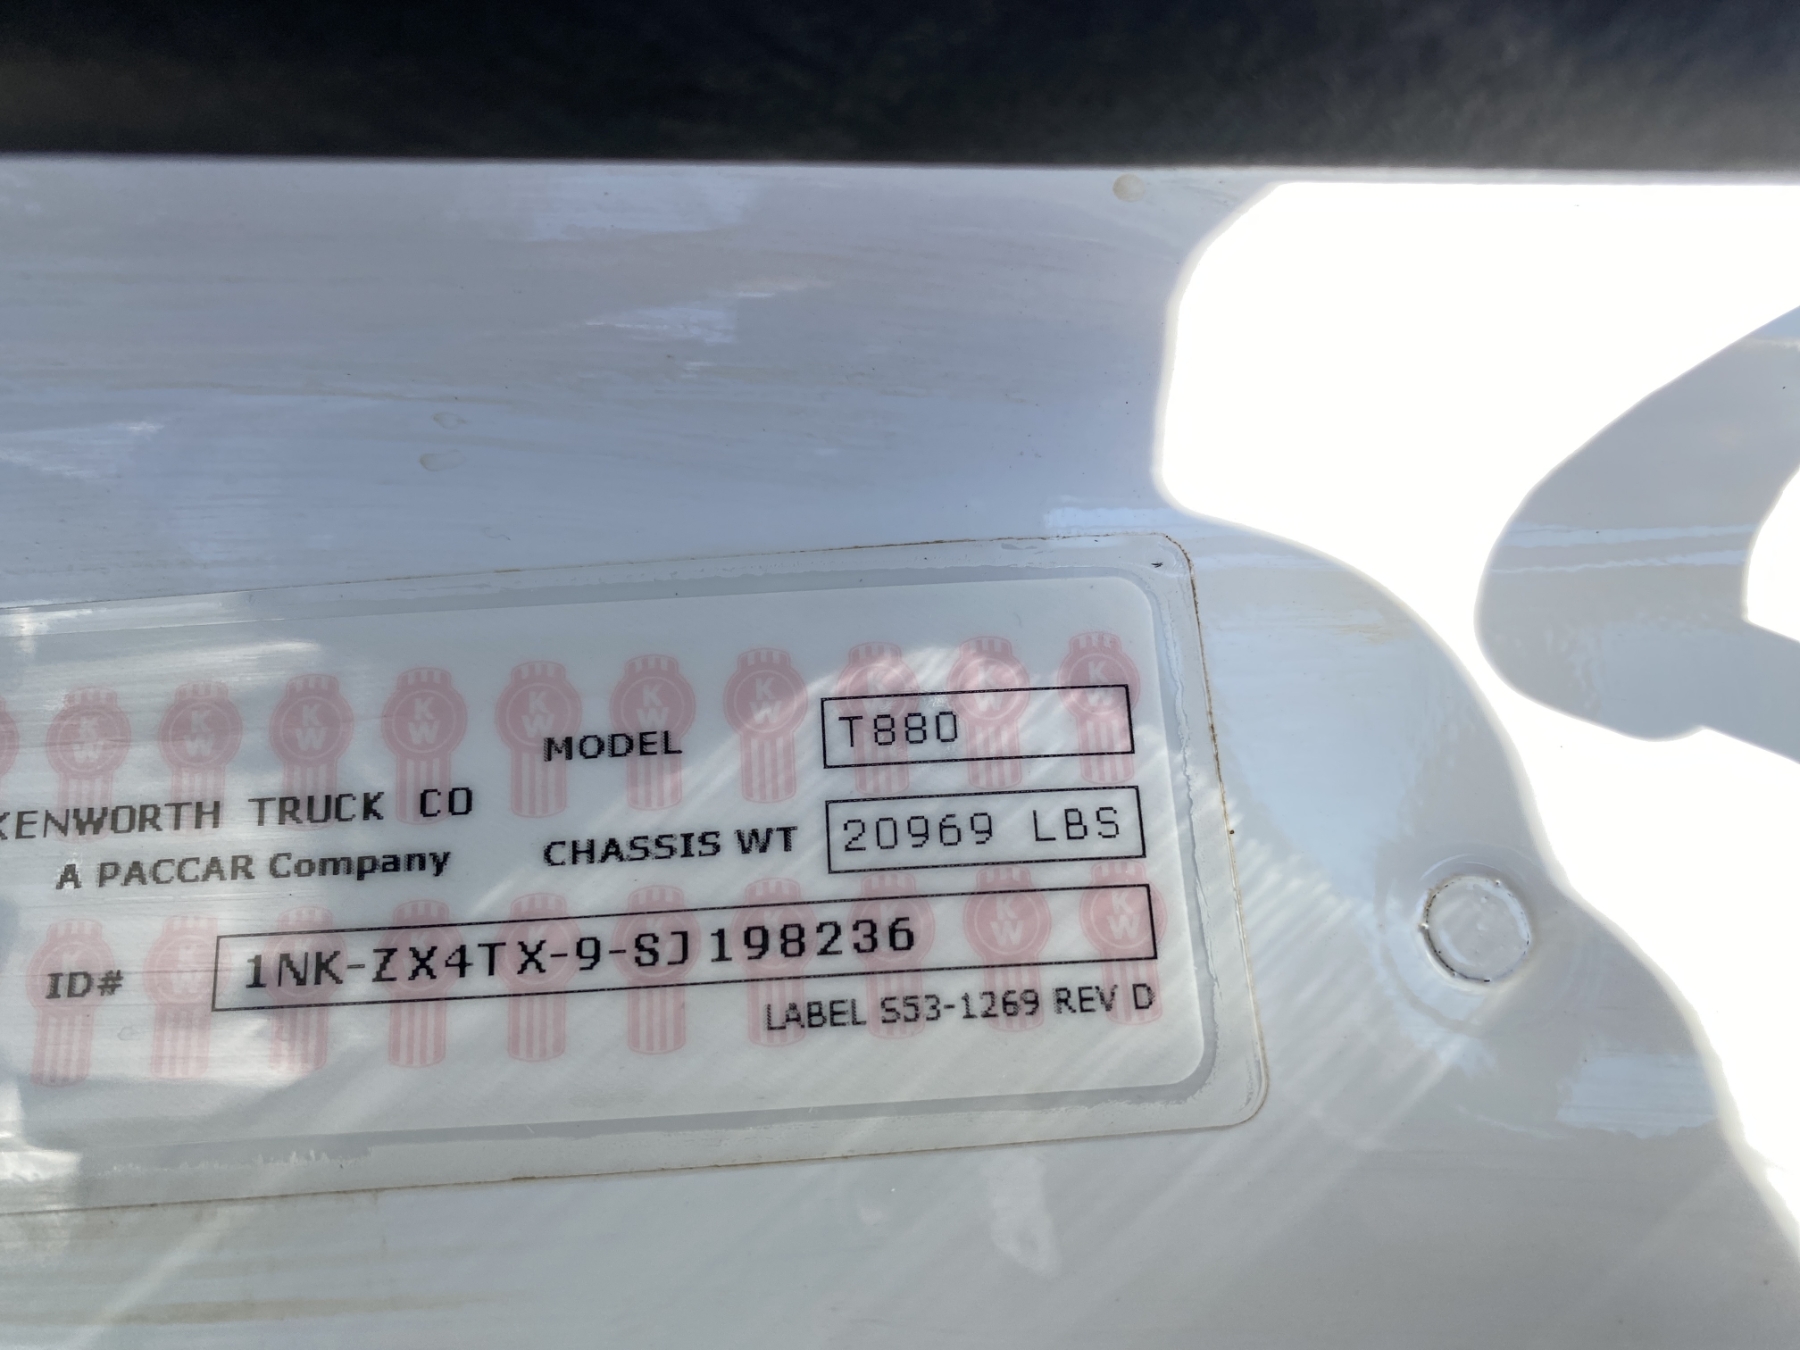 MODEL T880
KENWORTH TRUCK CO
A PACCAR Company
CHASSIS WT 20969 LBS
ID# 1NK-ZX4TX-9-SJ198236
LABEL S53-1269 REV D